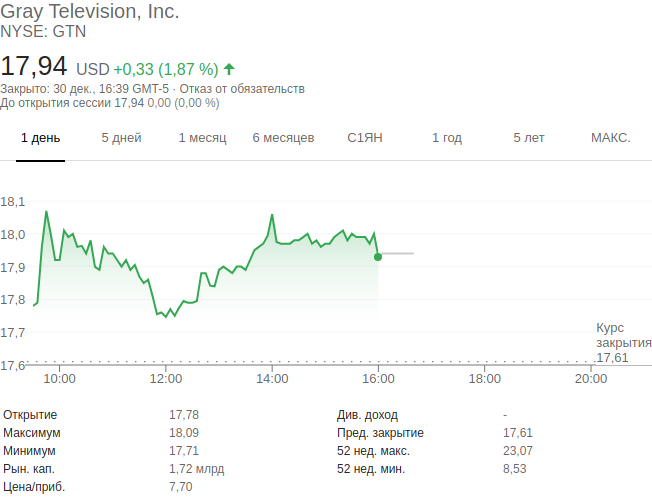 Gray Television, Inc.
NYSE: GTN
17,94 USD +0,33 (1,87 %)
Закрыто: 30 дек., 16:39 GMT-5 · Отказ от обязательств
До открытия сессии 17,94 0,00 (0,00 %)
1 день 5 дней 1 месяц 6 месяцев С1ЯН 1 год 5 лет МАКС.
18,1
18,0
17,9
17,8
17,7
Курс
закрытия
17,61
17,6
10:00 12:00 14:00 16:00 18:00 20:00
Открытие 17,78 Див. доход -
Максимум 18,09 Пред. закрытие 17,61
Минимум 17,71 52 нед. макс. 23,07
Рын. кап. 1,72 млрд 52 нед. мин. 8,53
Цена/приб. 7,70